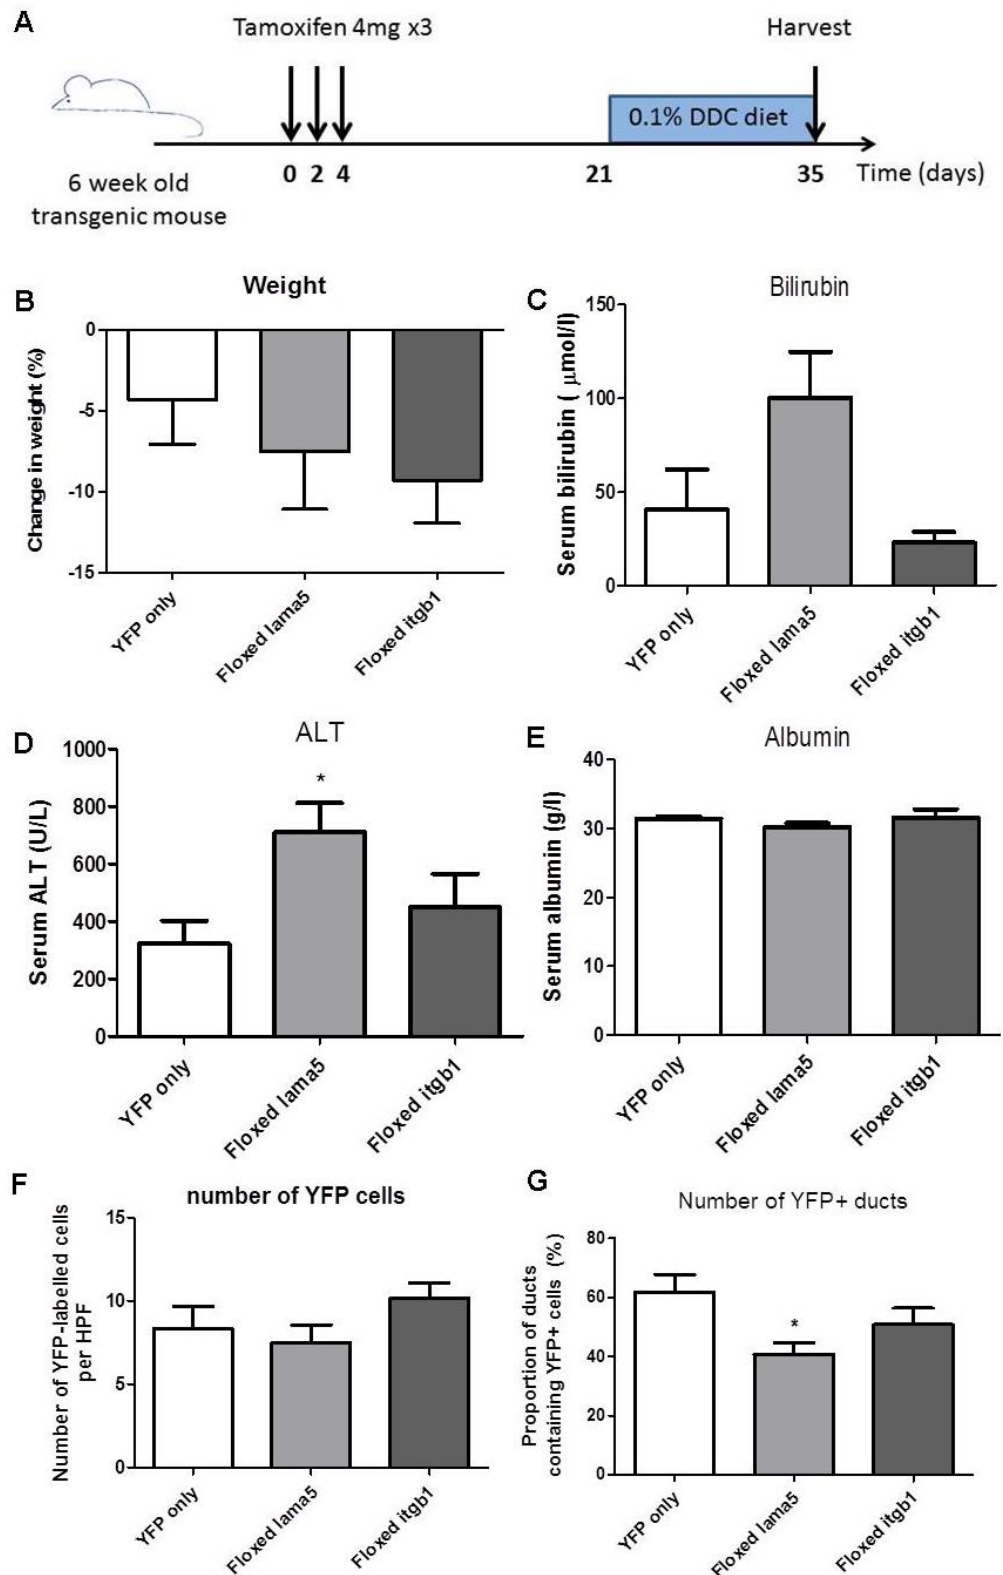 A
Tamoxifen 4mg x3
Harvest
0.1% DDC diet
0 2 4
21
35
Time (days)
6 week old
transgenic mouse
B
Weight
Change in weight (%)
0
-5
-10
-15
YFP only
Floxed lama5
Floxed itgb1
C
Bilirubin
Serum bilirubin ( μmol/l)
150
100
50
0
YFP only
Floxed lama5
Floxed itgb1
D
ALT
Serum ALT (U/L)
1000
800
600
400
200
0
*
YFP only
Floxed lama5
Floxed itgb1
E
Albumin
Serum albumin (g/l)
40
30
20
10
0
YFP only
Floxed lama5
Floxed itgb1
F
number of YFP cells
Number of YFP-labelled cells
per HPF
15
10
5
0
YFP only
Floxed lama5
Floxed itgb1
G
Number of YFP+ ducts
Proportion of ducts
containing YFP+ cells (%)
80
60
40
20
0
*
YFP only
Floxed lama5
Floxed itgb1